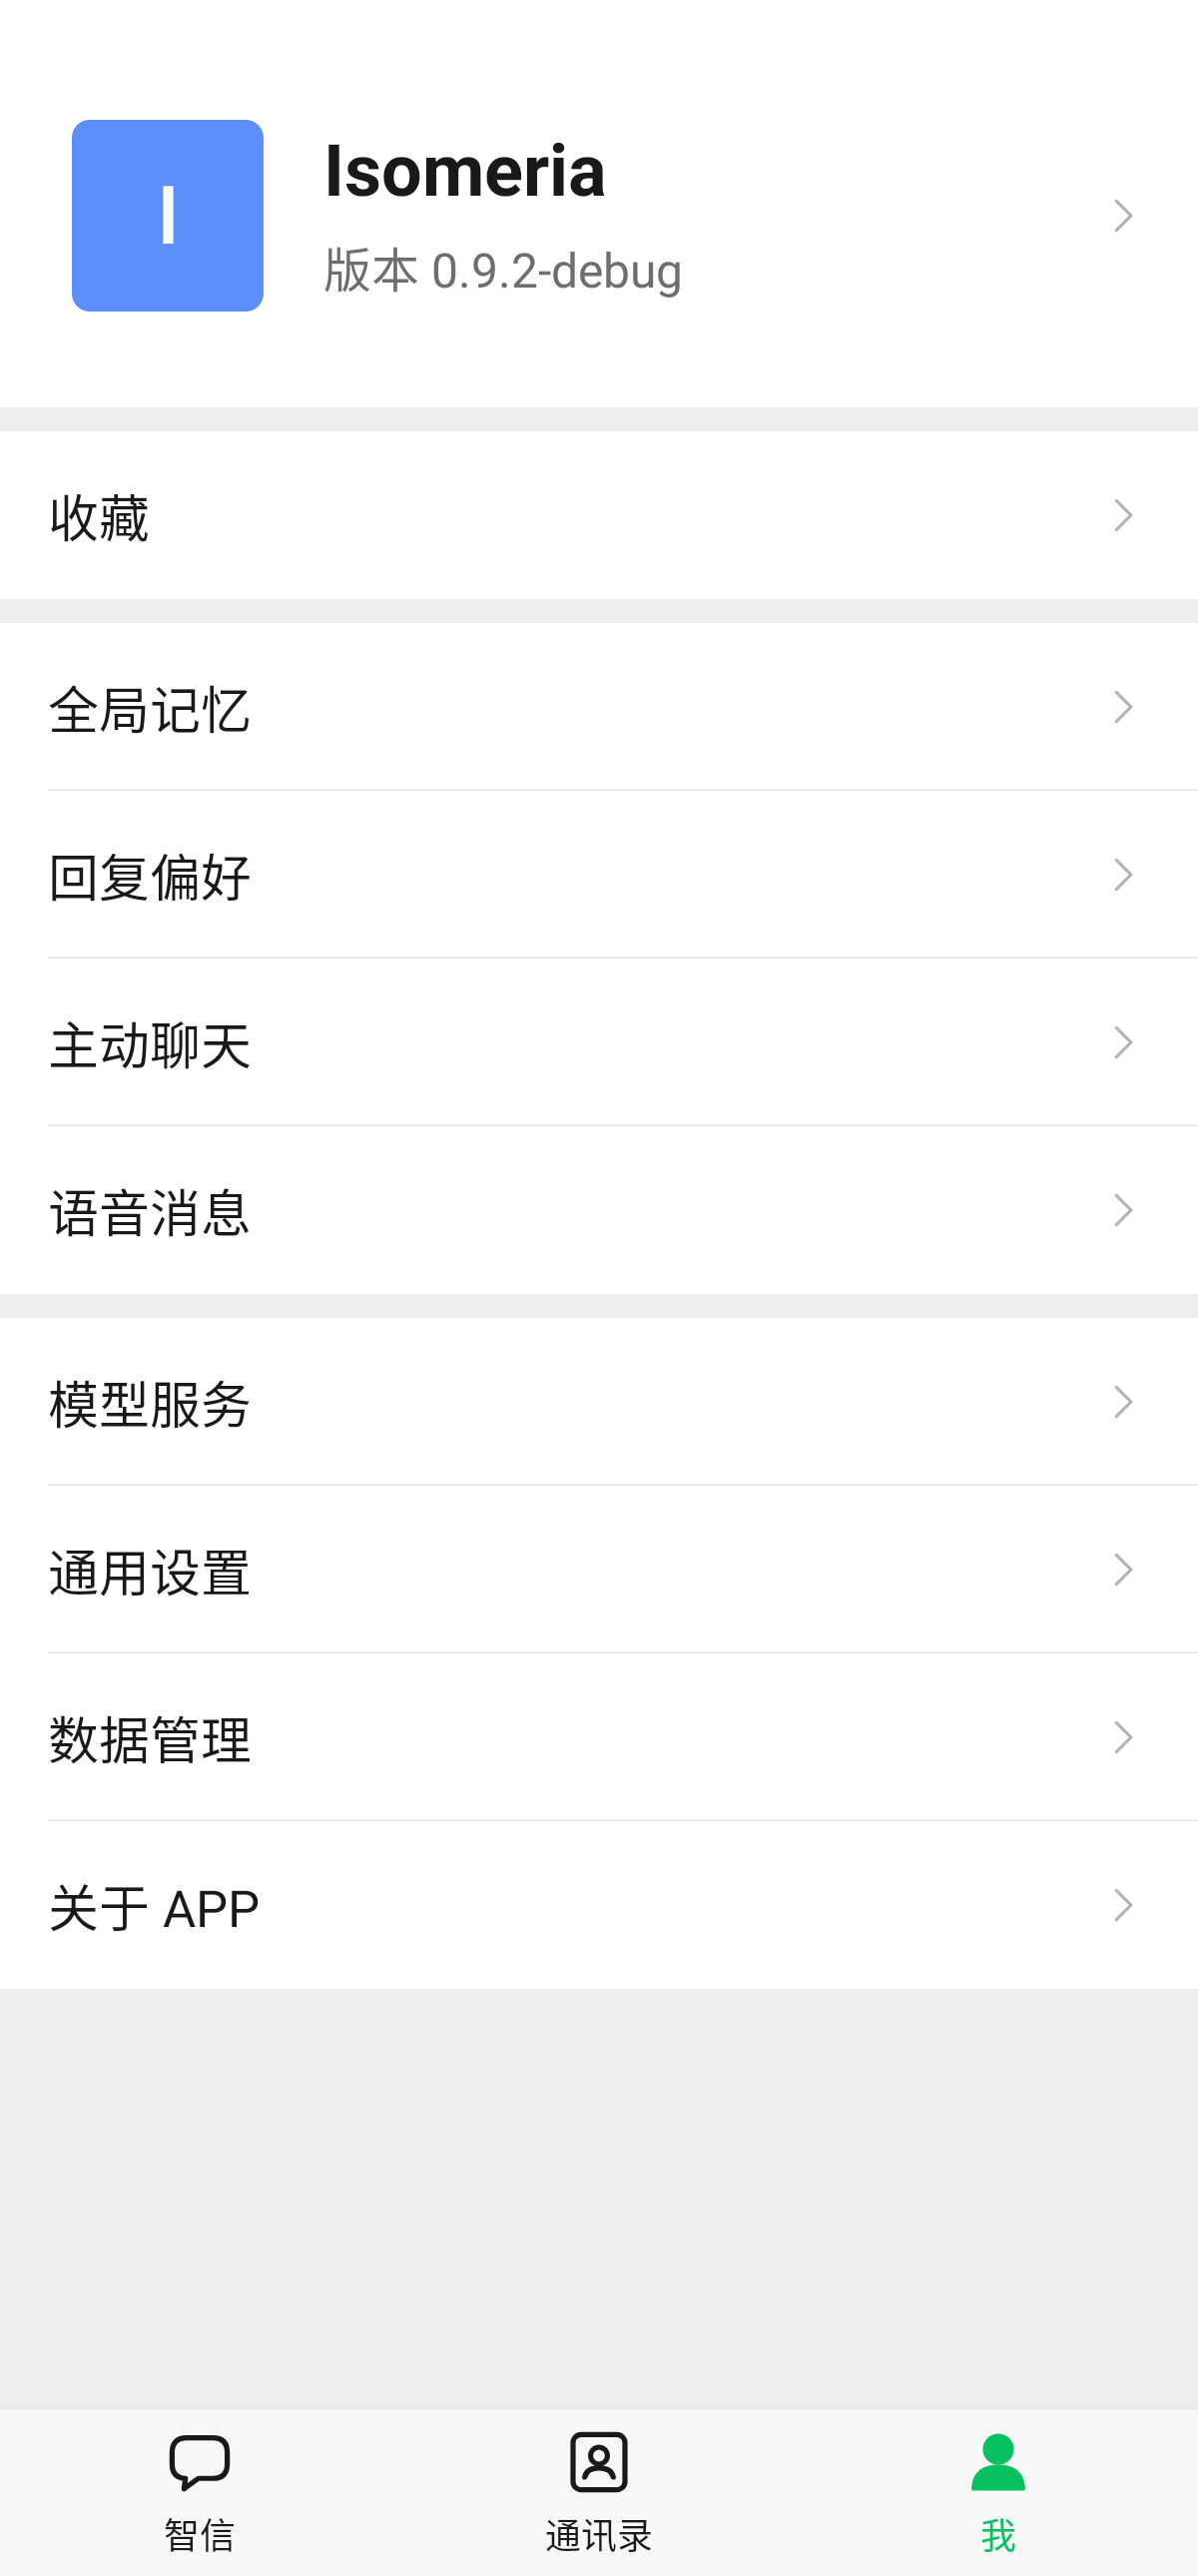 I
Isomeria
版本 0.9.2-debug
收藏
全局记忆
回复偏好
主动聊天
语音消息
模型服务
通用设置
数据管理
关于 APP
智信
通讯录
我